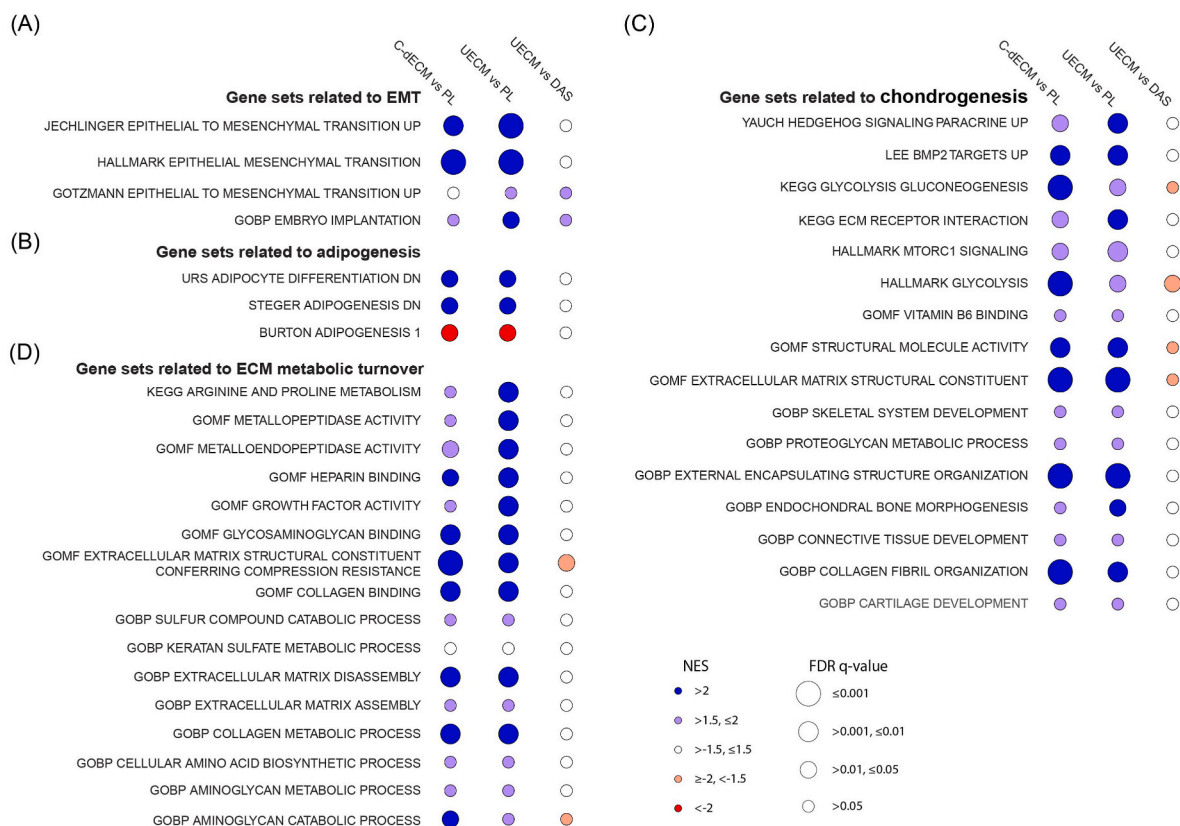 (A)
C-dECM vs PL
UECM vs PL
UECM vs DAS
Gene sets related to EMT
JECHLINGER EPITHELIAL TO MESENCHYMAL TRANSITION UP
HALLMARK EPITHELIAL MESENCHYMAL TRANSITION
GOTZMANN EPITHELIAL TO MESENCHYMAL TRANSITION UP
GOBP EMBRYO IMPLANTATION
(B)
Gene sets related to adipogenesis
URS ADIPOCYTE DIFFERENTIATION DN
STEGER ADIPOGENESIS DN
BURTON ADIPOGENESIS 1
(D)
Gene sets related to ECM metabolic turnover
KEGG ARGININE AND PROLINE METABOLISM
GOMF METALLOPEPTIDASE ACTIVITY
GOMF METALLOENDOPEPTIDASE ACTIVITY
GOMF HEPARIN BINDING
GOMF GROWTH FACTOR ACTIVITY
GOMF GLYCOSAMINOGLYCAN BINDING
GOMF EXTRACELLULAR MATRIX STRUCTURAL CONSTITUENT
CONFERRING COMPRESSION RESISTANCE
GOMF COLLAGEN BINDING
GOBP SULFUR COMPOUND CATABOLIC PROCESS
GOBP KERATAN SULFATE METABOLIC PROCESS
GOBP EXTRACELLULAR MATRIX DISASSEMBLY
GOBP EXTRACELLULAR MATRIX ASSEMBLY
GOBP COLLAGEN METABOLIC PROCESS
GOBP CELLULAR AMINO ACID BIOSYNTHETIC PROCESS
GOBP AMINOGLYCAN METABOLIC PROCESS
GOBP AMINOGLYCAN CATABOLIC PROCESS
(C)
C-dECM vs PL
UECM vs PL
UECM vs DAS
Gene sets related to chondrogenesis
YAUCH HEDGEHOG SIGNALING PARACRINE UP
LEE BMP2 TARGETS UP
KEGG GLYCOLYSIS GLUCONEOGENESIS
KEGG ECM RECEPTOR INTERACTION
HALLMARK MTORC1 SIGNALING
HALLMARK GLYCOLYSIS
GOMF VITAMIN B6 BINDING
GOMF STRUCTURAL MOLECULE ACTIVITY
GOMF EXTRACELLULAR MATRIX STRUCTURAL CONSTITUENT
GOBP SKELETAL SYSTEM DEVELOPMENT
GOBP PROTEOGLYCAN METABOLIC PROCESS
GOBP EXTERNAL ENCAPSULATING STRUCTURE ORGANIZATION
GOBP ENDOCHONDRAL BONE MORPHOGENESIS
GOBP CONNECTIVE TISSUE DEVELOPMENT
GOBP COLLAGEN FIBRIL ORGANIZATION
GOBP CARTILAGE DEVELOPMENT
NES
>2
>1.5, ≤2
>-1.5, ≤1.5
≥-2, <-1.5
<-2
FDR q-value
≤0.001
>0.001, ≤0.01
>0.01, ≤0.05
>0.05